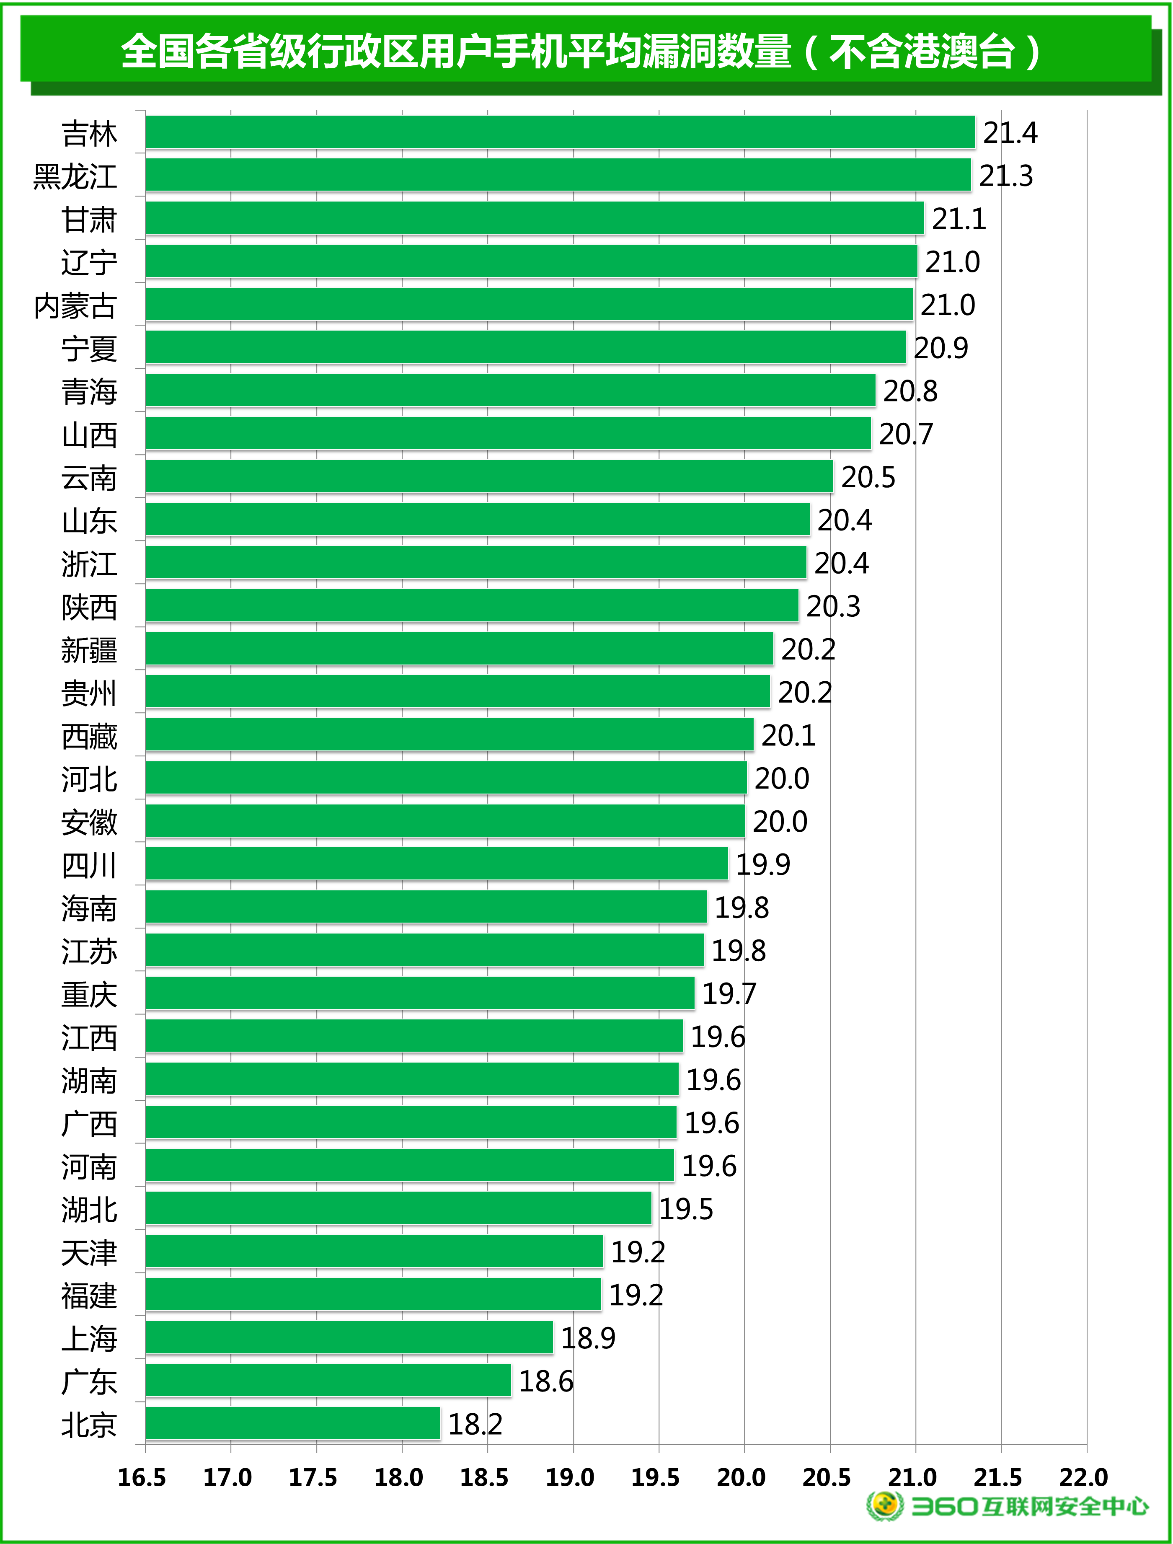 全国各省级行政区用户手机平均漏洞数量（不含港澳台）
吉林 21.4
黑龙江 21.3
甘肃 21.1
辽宁 21.0
内蒙古 21.0
宁夏 20.9
青海 20.8
山西 20.7
云南 20.5
山东 20.4
浙江 20.4
陕西 20.3
新疆 20.2
贵州 20.2
西藏 20.1
河北 20.0
安徽 20.0
四川 19.9
海南 19.8
江苏 19.8
重庆 19.7
江西 19.6
湖南 19.6
广西 19.6
河南 19.6
湖北 19.5
天津 19.2
福建 19.2
上海 18.9
广东 18.6
北京 18.2
16.5 17.0 17.5 18.0 18.5 19.0 19.5 20.0 20.5 21.0 21.5 22.0
360互联网安全中心